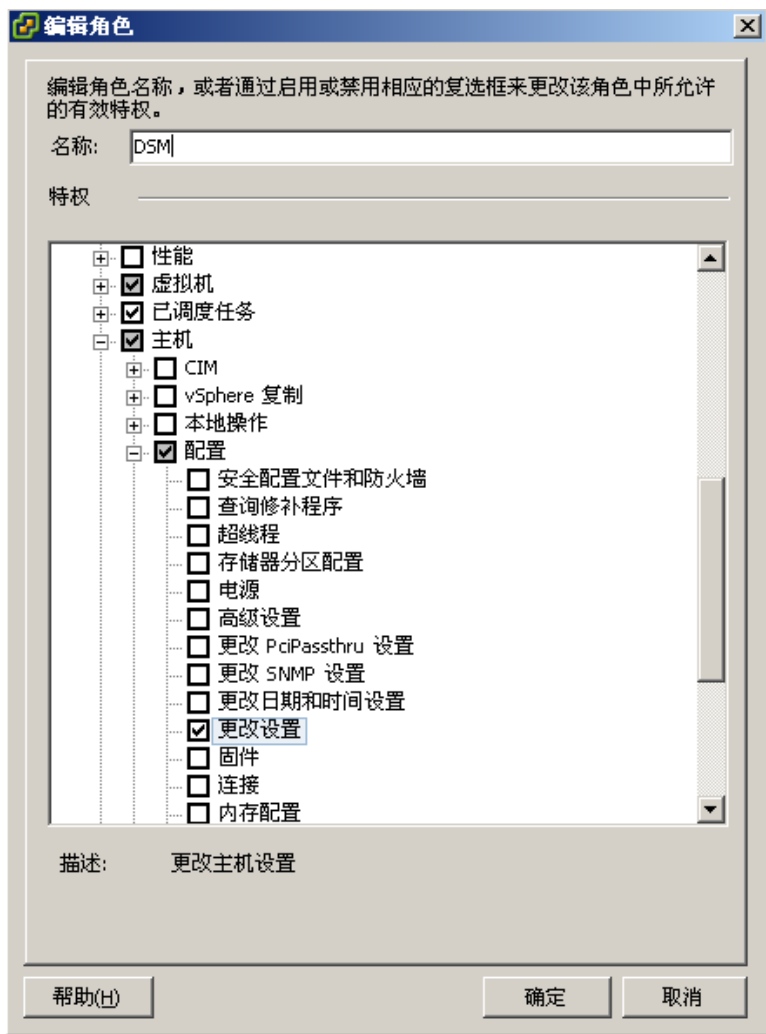 编辑角色
编辑角色名称，或者通过启用或禁用相应的复选框来更改该角色中所允许
的有效特权。
名称: DSM
特权
性能
虚拟机
已调度任务
主机
CIM
vSphere 复制
本地操作
配置
安全配置文件和防火墙
查询修补程序
超线程
存储器分区配置
电源
高级设置
更改 PciPassthru 设置
更改 SNMP 设置
更改日期和时间设置
更改设置
固件
连接
内存配置
描述: 更改主机设置
帮助(H) 确定 取消